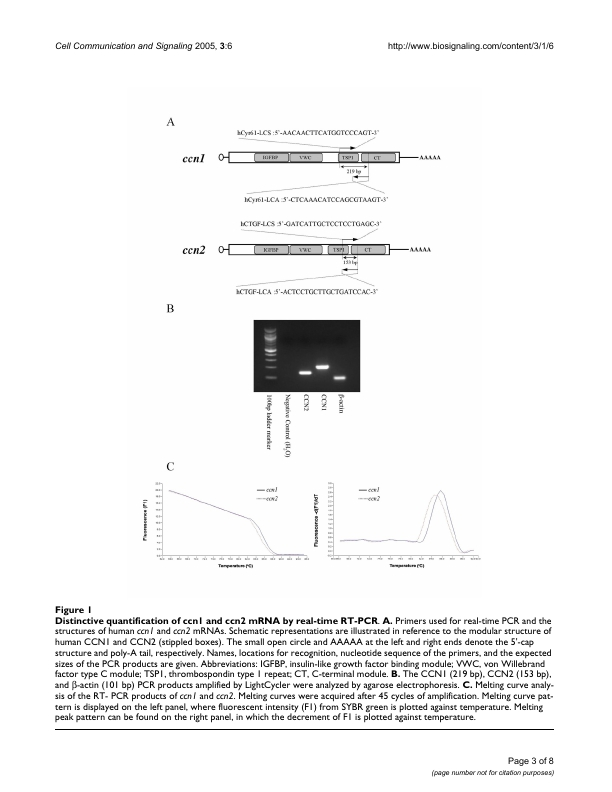 Cell Communication and Signaling 2005, 3:6
http://www.biosignaling.com/content/3/1/6
A
hCyr61-LCS :5'-AACAACTTCATGGTCCCAGT-3'
ccn1
IGFBP
VWC
TSP1
CT
AAAAA
219 bp
hCyr61-LCA :5'-CTCAAACATCCAGCGTAAGT-3'
hCTGF-LCS :5'-GATCATTGCTCCTCCTGAGC-3'
ccn2
IGFBP
VWC
TSP1
CT
AAAAA
153 bp
hCTGF-LCA :5'-ACTCCTGCTTGCTGATCCAC-3'
B
100bp ladder marker
Negative Control (H2O)
CCN2
CCN1
β-actin
C
ccn1
ccn2
Fluorescence (F1)
Temperature (ºC)
ccn1
ccn2
Fluorescence -d(F1)/dT
Temperature (ºC)
Figure 1
Distinctive quantification of ccn1 and ccn2 mRNA by real-time RT-PCR. A. Primers used for real-time PCR and the
structures of human ccn1 and ccn2 mRNAs. Schematic representations are illustrated in reference to the modular structure of
human CCN1 and CCN2 (stippled boxes). The small open circle and AAAAA at the left and right ends denote the 5'-cap
structure and poly-A tail, respectively. Names, locations for recognition, nucleotide sequence of the primers, and the expected
sizes of the PCR products are given. Abbreviations: IGFBP, insulin-like growth factor binding module; VWC, von Willebrand
factor type C module; TSP1, thrombospondin type 1 repeat; CT, C-terminal module. B. The CCN1 (219 bp), CCN2 (153 bp),
and β-actin (101 bp) PCR products amplified by LightCycler were analyzed by agarose electrophoresis. C. Melting curve analy-
sis of the RT- PCR products of ccn1 and ccn2. Melting curves were acquired after 45 cycles of amplification. Melting curve pat-
tern is displayed on the left panel, where fluorescent intensity (F1) from SYBR green is plotted against temperature. Melting
peak pattern can be found on the right panel, in which the decrement of F1 is plotted against temperature.
Page 3 of 8
(page number not for citation purposes)